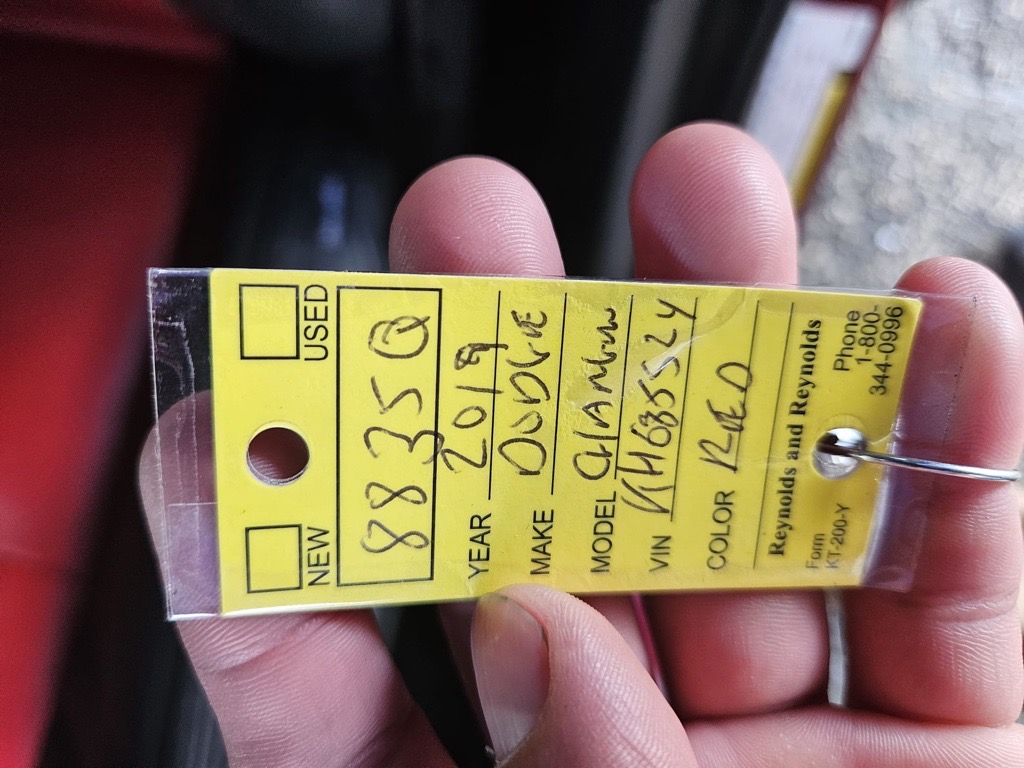 NEW USED
8835Q
YEAR 2019
MAKE DODGE
MODEL
VIN KH685524
COLOR RED
Reynolds and Reynolds
Form
KT-200-Y
Phone
1-800-
344-0996